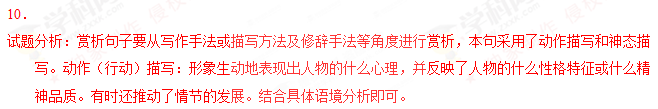 10．
试题分析：赏析句子要从写作手法或描写方法及修辞手法等角度进行赏析，本句采用了动作描写和神态描
写。动作（行动）描写：形象生动地表现出人物的什么心理，并反映了人物的什么性格特征或什么精
神品质。有时还推动了情节的发展。结合具体语境分析即可。